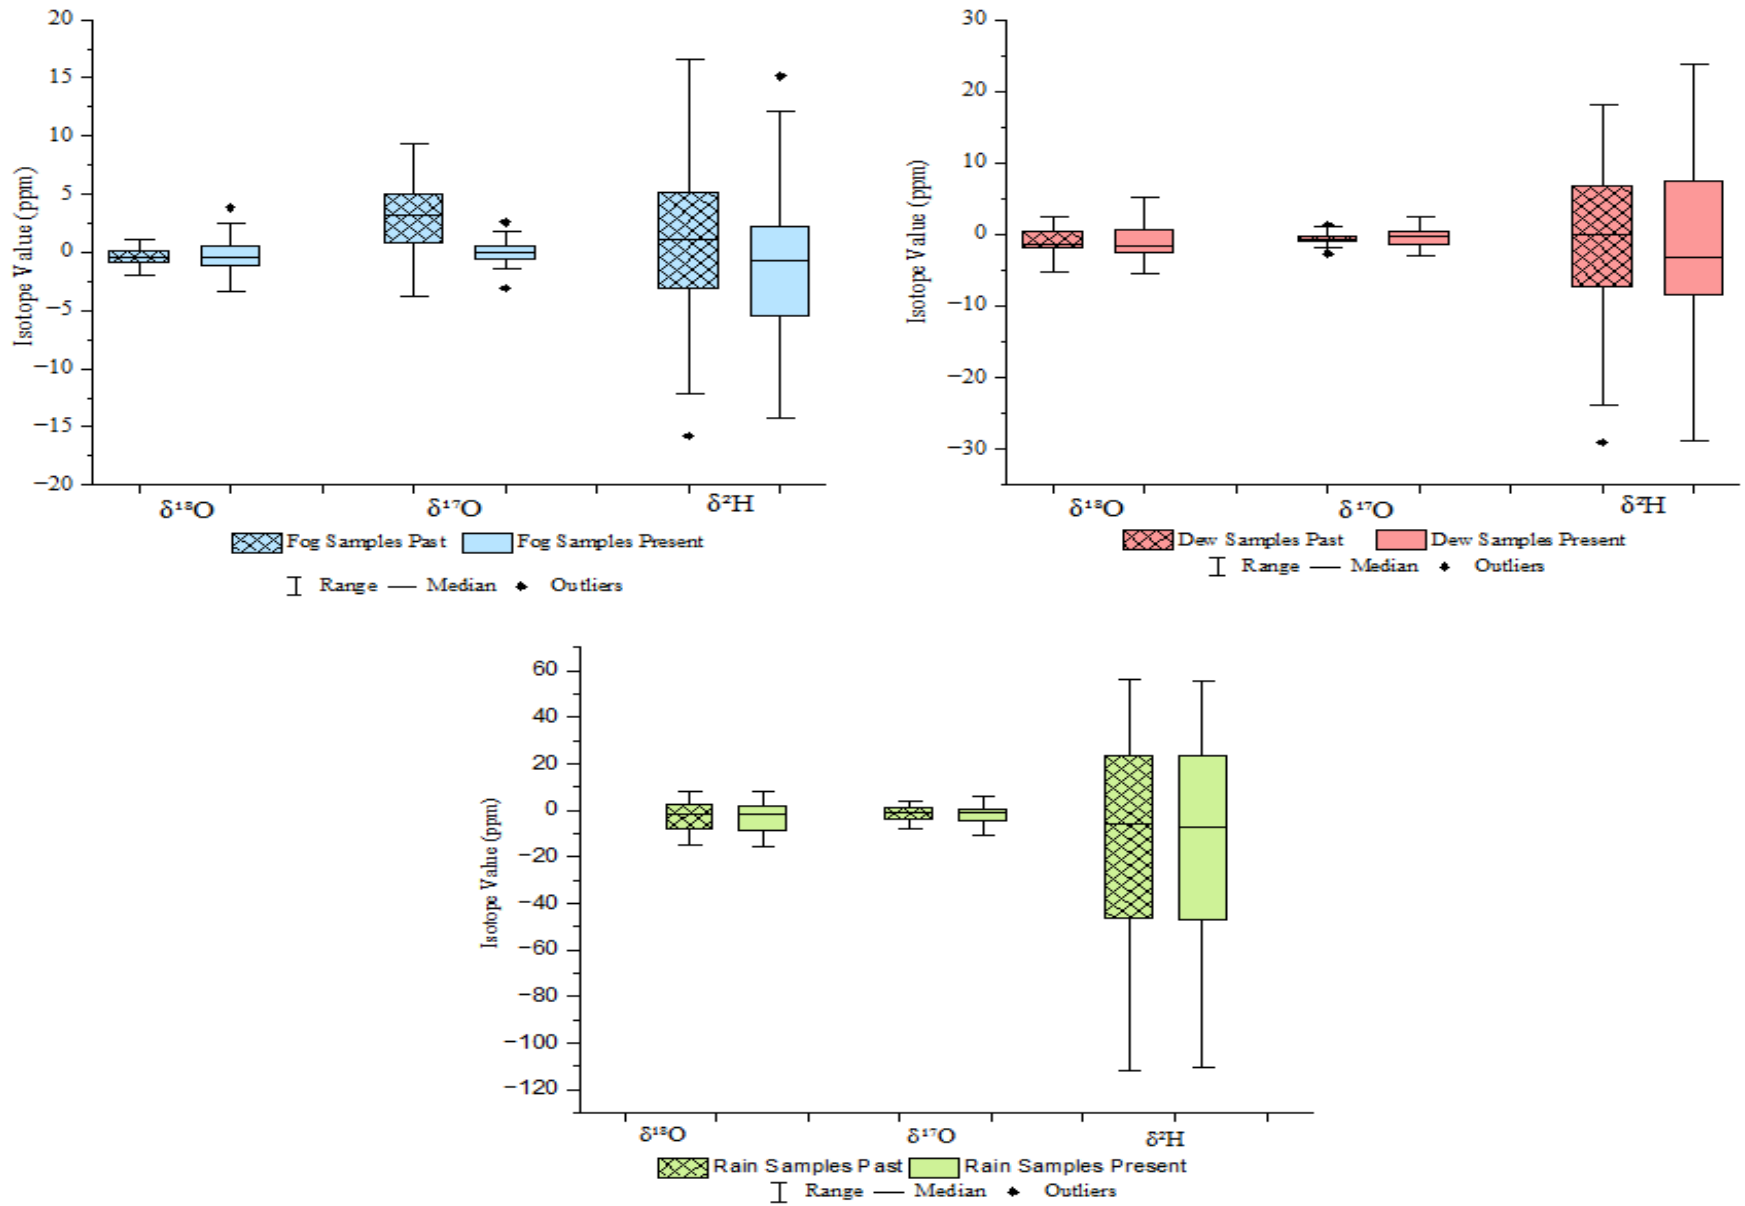 20
15
10
5
0
−5
−10
−15
−20
Isotope Value (ppm)
δ¹⁸O δ¹⁷O δ²H
Fog Samples Past Fog Samples Present
Range Median Outliers
30
20
10
0
−10
−20
−30
Isotope Value (ppm)
δ¹⁸O δ¹⁷O δ²H
Dew Samples Past Dew Samples Present
Range Median Outliers
60
40
20
0
−20
−40
−60
−80
−100
−120
Isotope Value (ppm)
δ¹⁸O δ¹⁷O δ²H
Rain Samples Past Rain Samples Present
Range Median Outliers